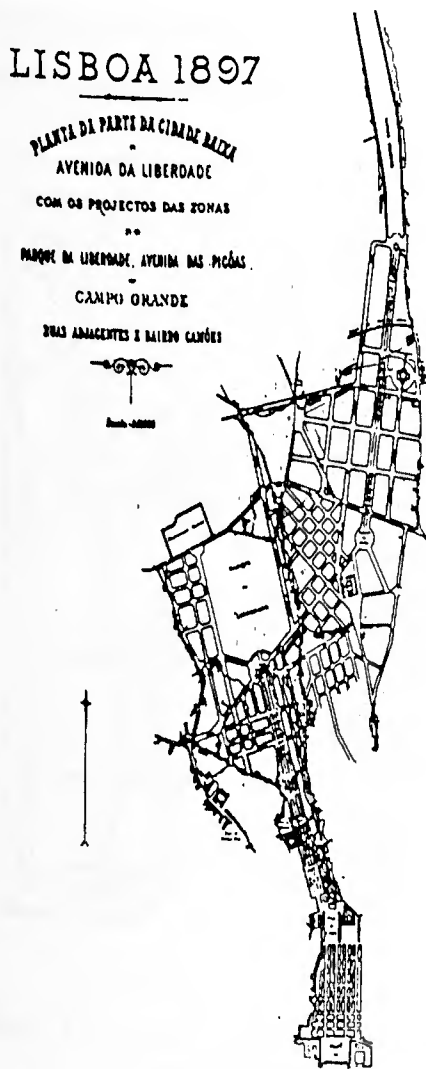 LISBOA 1897
PLANTA DA PARTE DA CIDADE BAIXA
AVENIDA DA LIBERDADE
COM OS PROJECTOS DAS ZONAS
PARQUE DA LIBERDADE, AVENIDA DAS PICÔAS
CAMPO GRANDE
RUAS ADJACENTES E BAIRRO CAMÕES